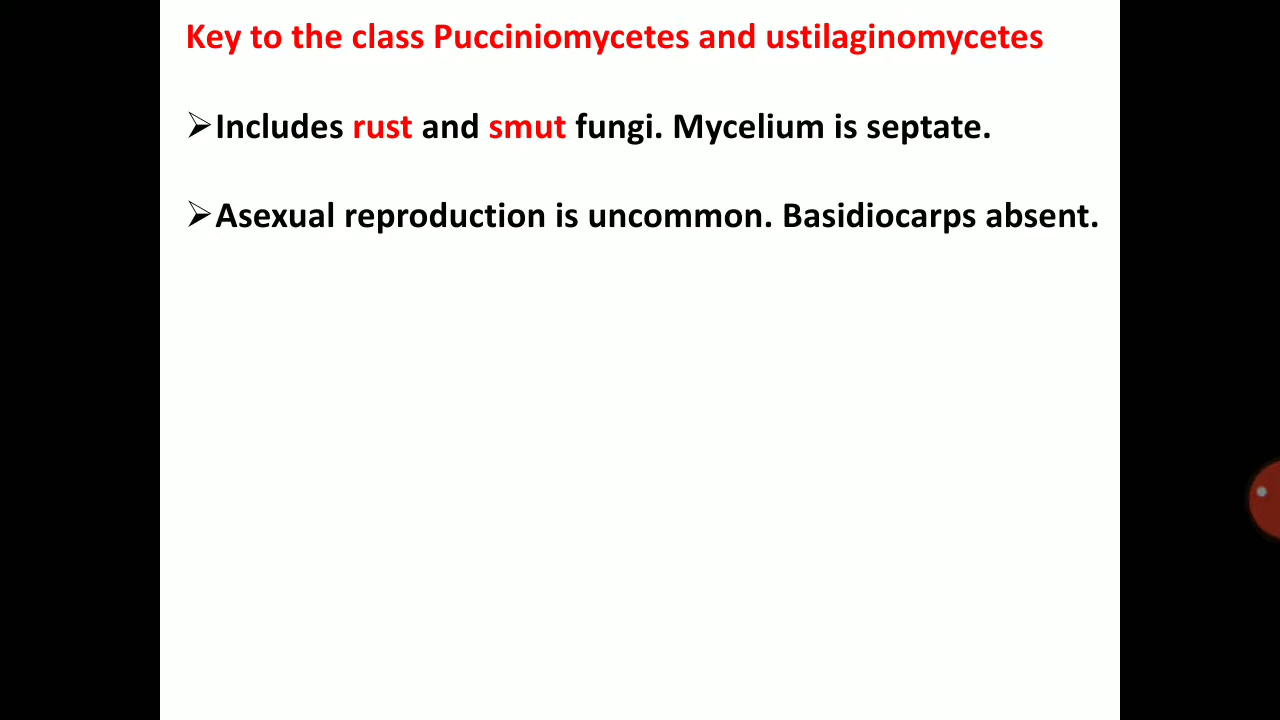 Key to the class Pucciniomycetes and ustilaginomycetes
➢Includes rust and smut fungi. Mycelium is septate.
➢Asexual reproduction is uncommon. Basidiocarps absent.